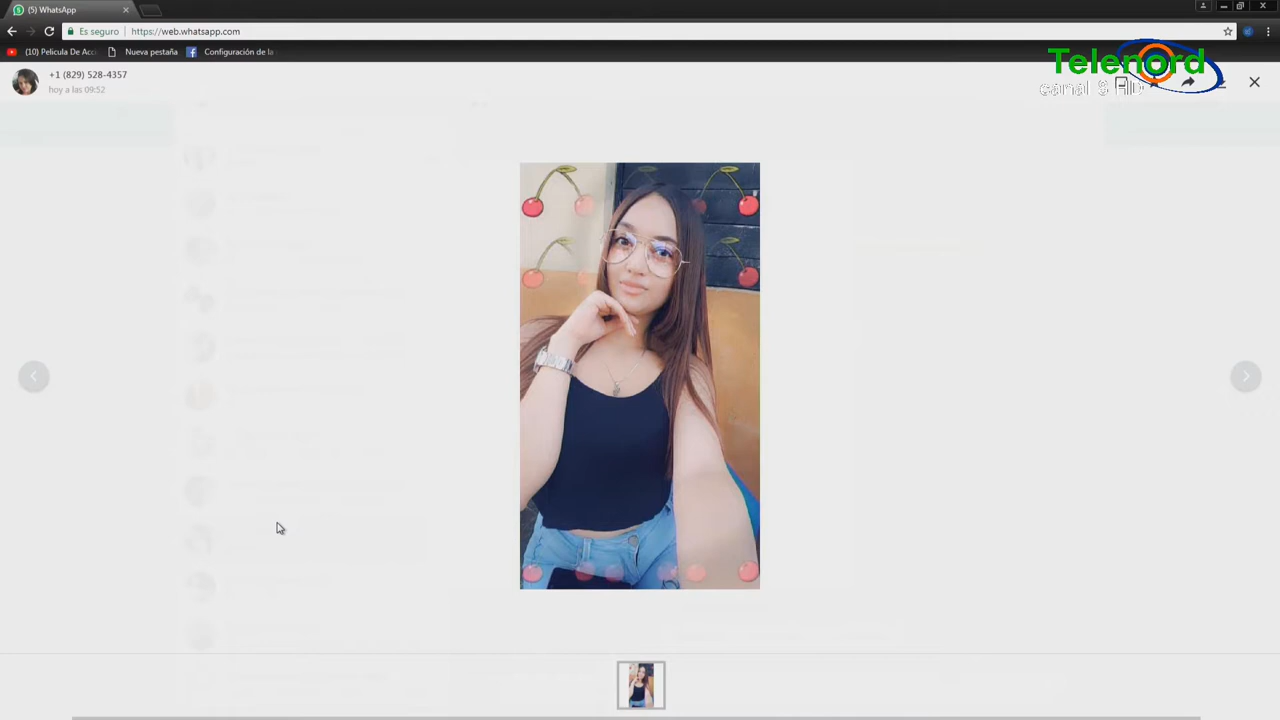 (5) WhatsApp
Es seguro
https://web.whatsapp.com
(10) Pelicula De Acc
Nueva pestaña
Configuración de la
Telenord
canal 8 HD
+1 (829) 528-4357
hoy a las 09:52